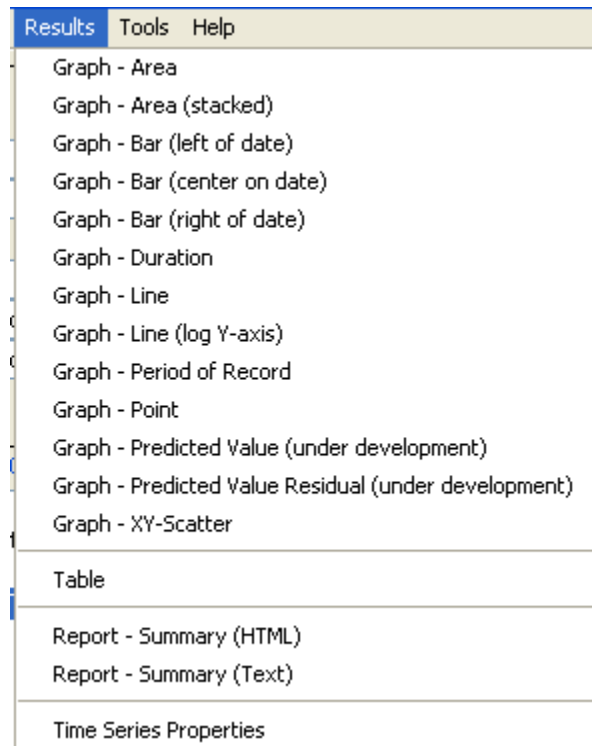 Results Tools Help
Graph - Area
Graph - Area (stacked)
Graph - Bar (left of date)
Graph - Bar (center on date)
Graph - Bar (right of date)
Graph - Duration
Graph - Line
Graph - Line (log Y-axis)
Graph - Period of Record
Graph - Point
Graph - Predicted Value (under development)
Graph - Predicted Value Residual (under development)
Graph - XY-Scatter
Table
Report - Summary (HTML)
Report - Summary (Text)
Time Series Properties